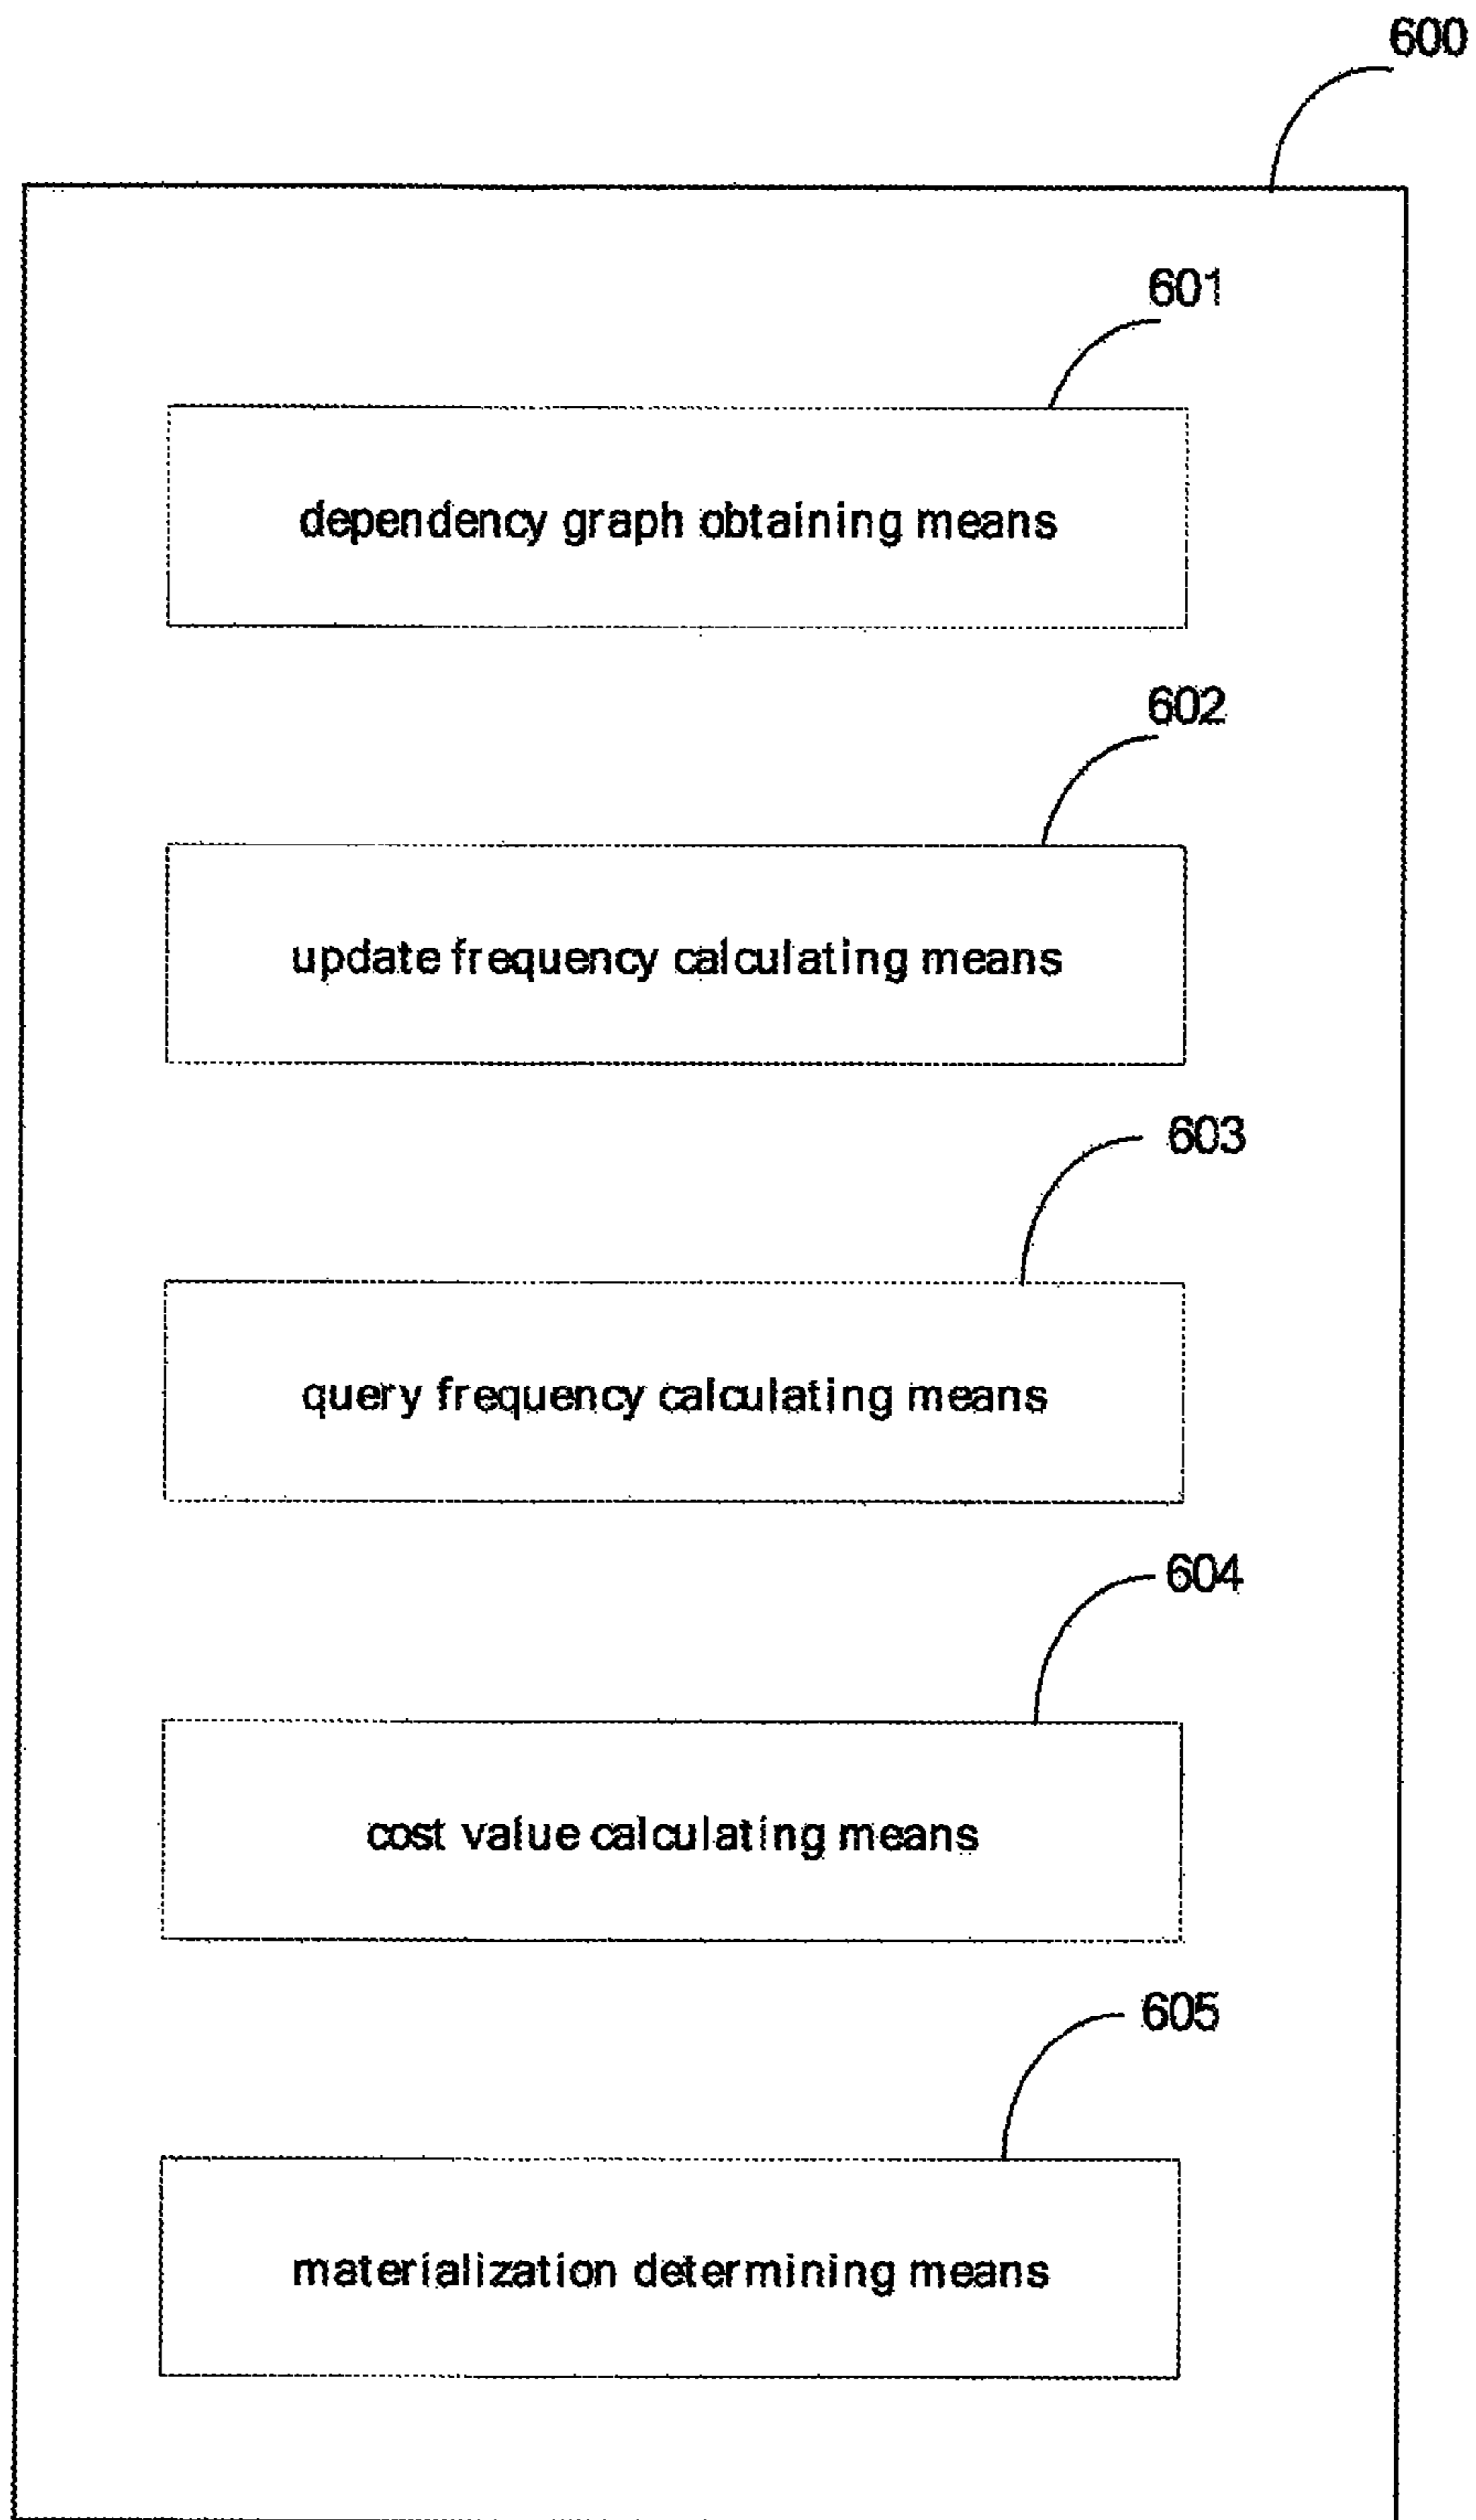 600
601
dependency graph obtaining means
602
update frequency calculating means
603
query frequency calculating means
604
cost value calculating means
605
materialization determining means